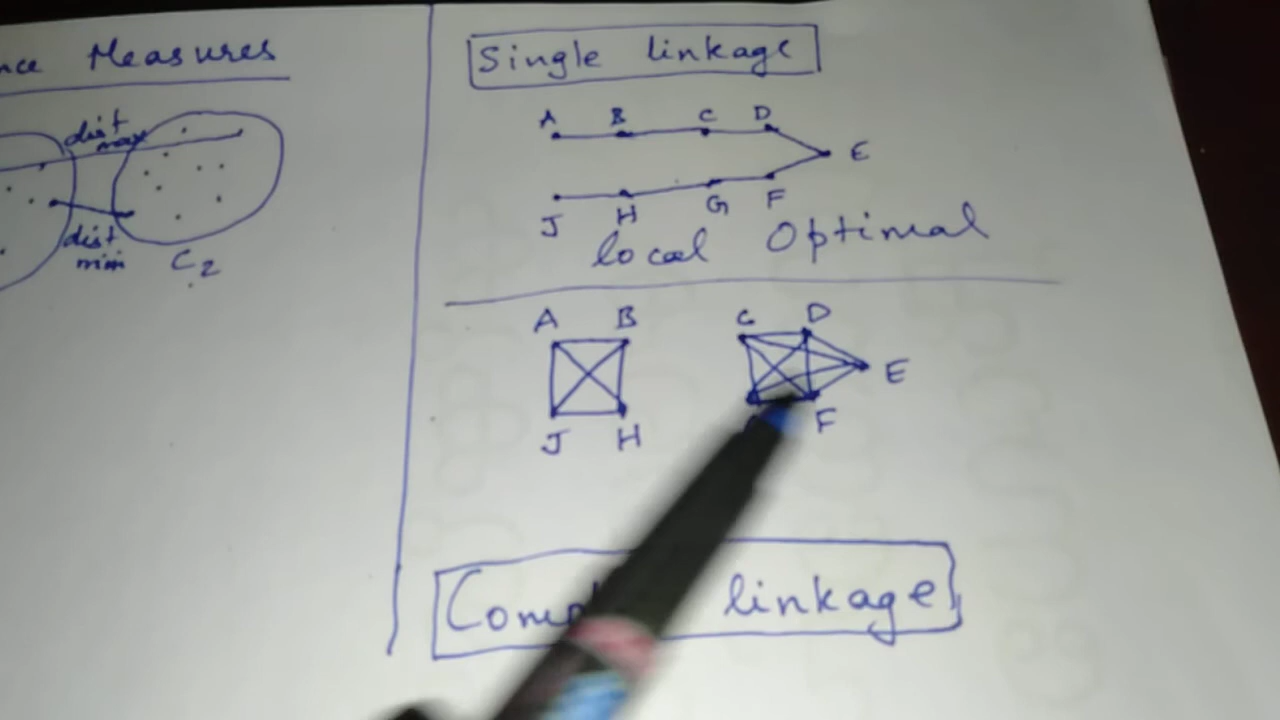 Measures
dist
max
dist
min
C2
Single linkage
A B C D
E
J H G F
local Optimal
A B C D
E
J H F
linkage